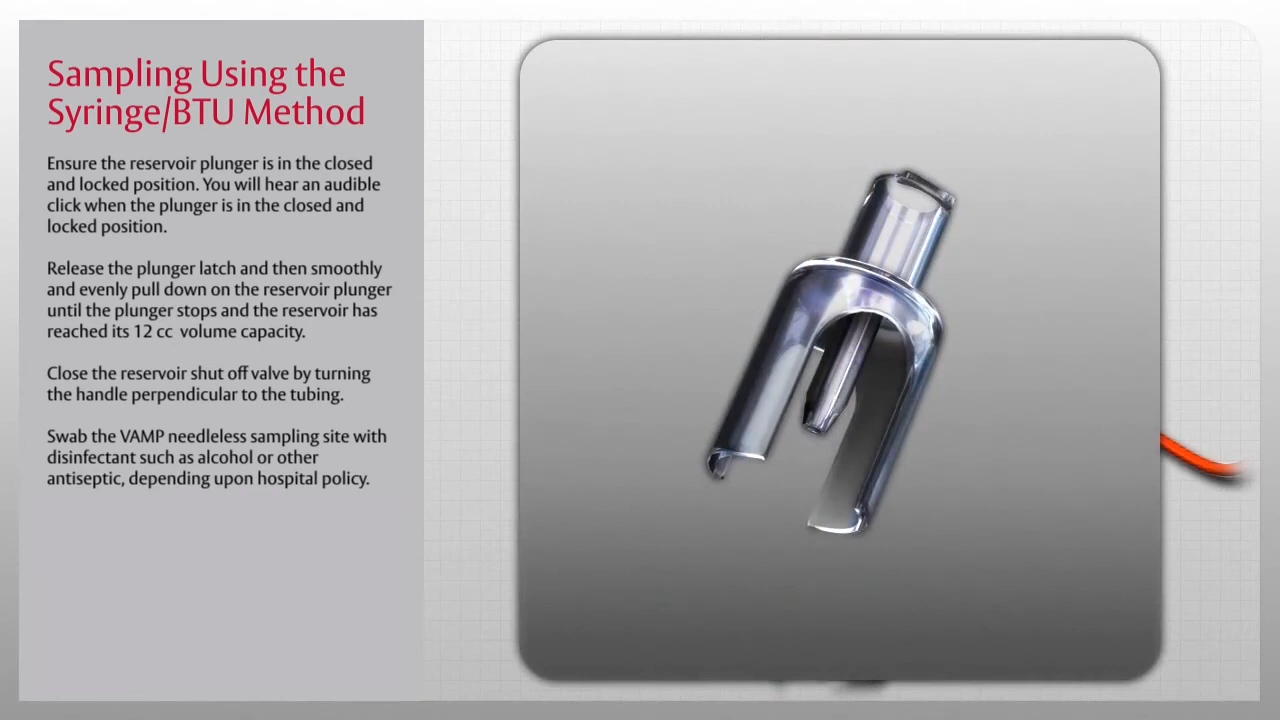 Sampling Using the
Syringe/BTU Method
Ensure the reservoir plunger is in the closed
and locked position. You will hear an audible
click when the plunger is in the closed and
locked position.
Release the plunger latch and then smoothly
and evenly pull down on the reservoir plunger
until the plunger stops and the reservoir has
reached its 12 cc  volume capacity.
Close the reservoir shut off valve by turning
the handle perpendicular to the tubing.
Swab the VAMP needleless sampling site with
disinfectant such as alcohol or other
antiseptic, depending upon hospital policy.